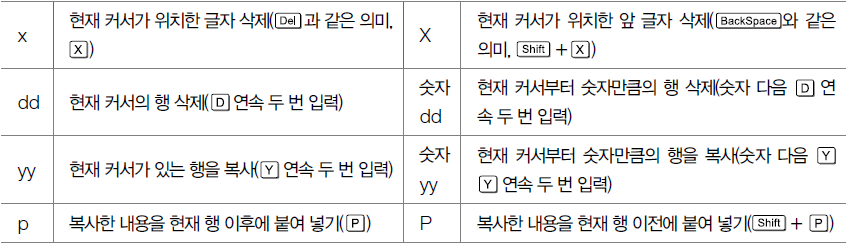 x 현재 커서가 위치한 글자 삭제(Del과 같은 의미,
X)
X 현재 커서가 위치한 앞 글자 삭제(BackSpace와 같은
의미, Shift + X)
dd 현재 커서의 행 삭제(D 연속 두 번 입력)
숫자 현재 커서부터 숫자만큼의 행 삭제(숫자 다음 D 연
dd 속 두 번 입력)
yy 현재 커서가 있는 행을 복사(Y 연속 두 번 입력)
숫자 현재 커서부터 숫자만큼의 행을 복사(숫자 다음 Y
yy Y 연속 두 번 입력)
p 복사한 내용을 현재 행 이후에 붙여 넣기(P)
P 복사한 내용을 현재 행 이전에 붙여 넣기(Shift + P)